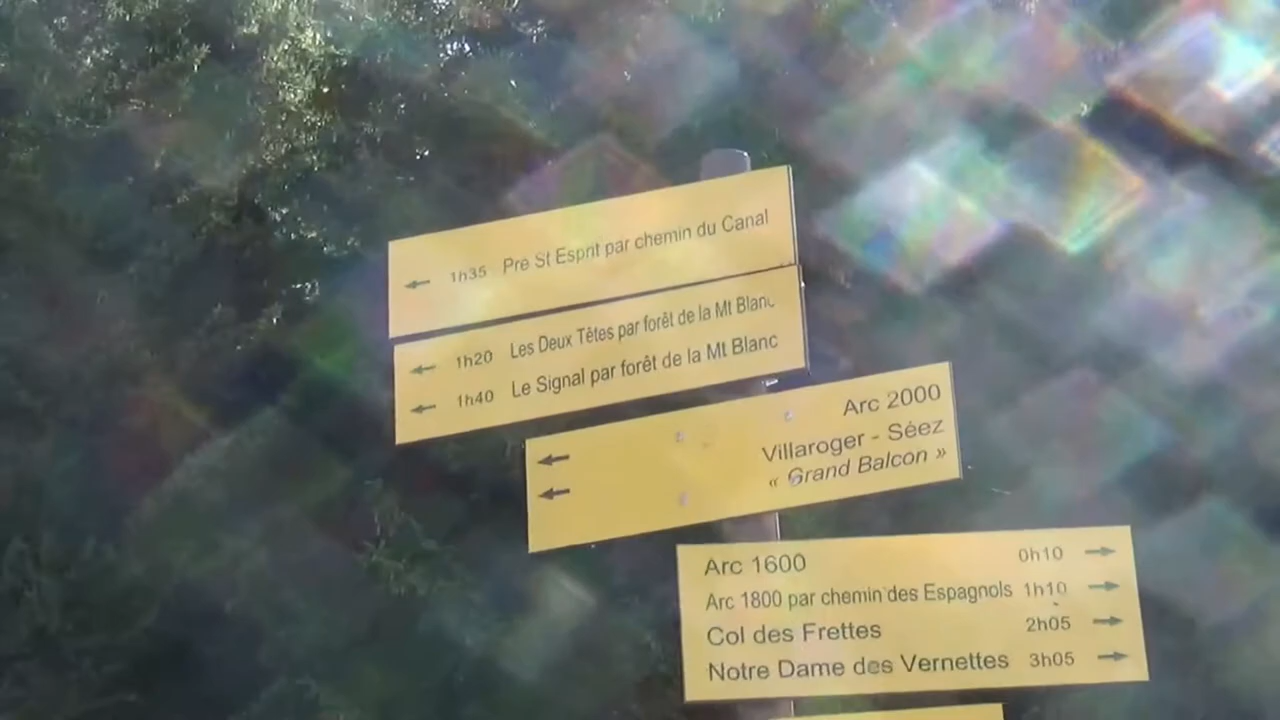 ← 1h35 Pre St Esprit par chemin du Canal
← 1h20 Les Deux Têtes par forêt de la Mt Blanc
← 1h40 Le Signal par forêt de la Mt Blanc
← Arc 2000
← Villaroger - Séez
« Grand Balcon »
Arc 1600 0h10 →
Arc 1800 par chemin des Espagnols 1h10 →
Col des Frettes 2h05 →
Notre Dame des Vernettes 3h05 →